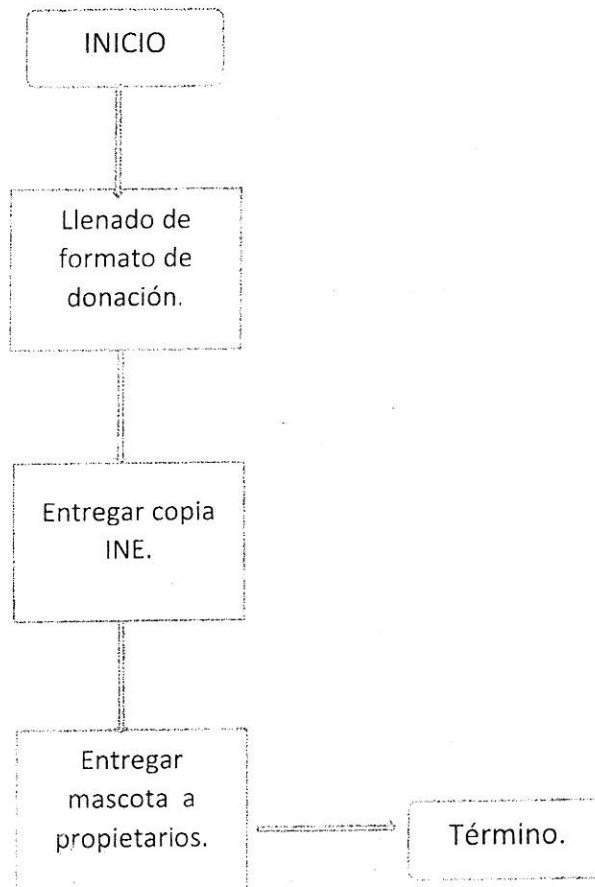 INICIO
Llenado de
formato de
donación.
Entregar copia
INE.
Entregar
mascota a
propietarios.
Término.